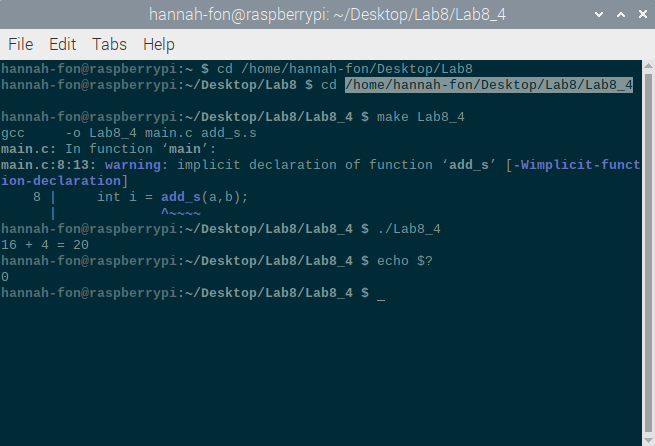 hannah-fon@raspberrypi: ~/Desktop/Lab8/Lab8_4
File Edit Tabs Help
hannah-fon@raspberrypi:~ $ cd /home/hannah-fon/Desktop/Lab8
hannah-fon@raspberrypi:~/Desktop/Lab8 $ cd /home/hannah-fon/Desktop/Lab8/Lab8_4
hannah-fon@raspberrypi:~/Desktop/Lab8/Lab8_4 $ make Lab8_4
gcc     -o Lab8_4 main.c add_s.s
main.c: In function ‘main’:
main.c:8:13: warning: implicit declaration of function ‘add_s’ [-Wimplicit-funct
ion-declaration]
    8 |     int i = add_s(a,b);
      |             ^~~~~
hannah-fon@raspberrypi:~/Desktop/Lab8/Lab8_4 $ ./Lab8_4
16 + 4 = 20
hannah-fon@raspberrypi:~/Desktop/Lab8/Lab8_4 $ echo $?
0
hannah-fon@raspberrypi:~/Desktop/Lab8/Lab8_4 $ _